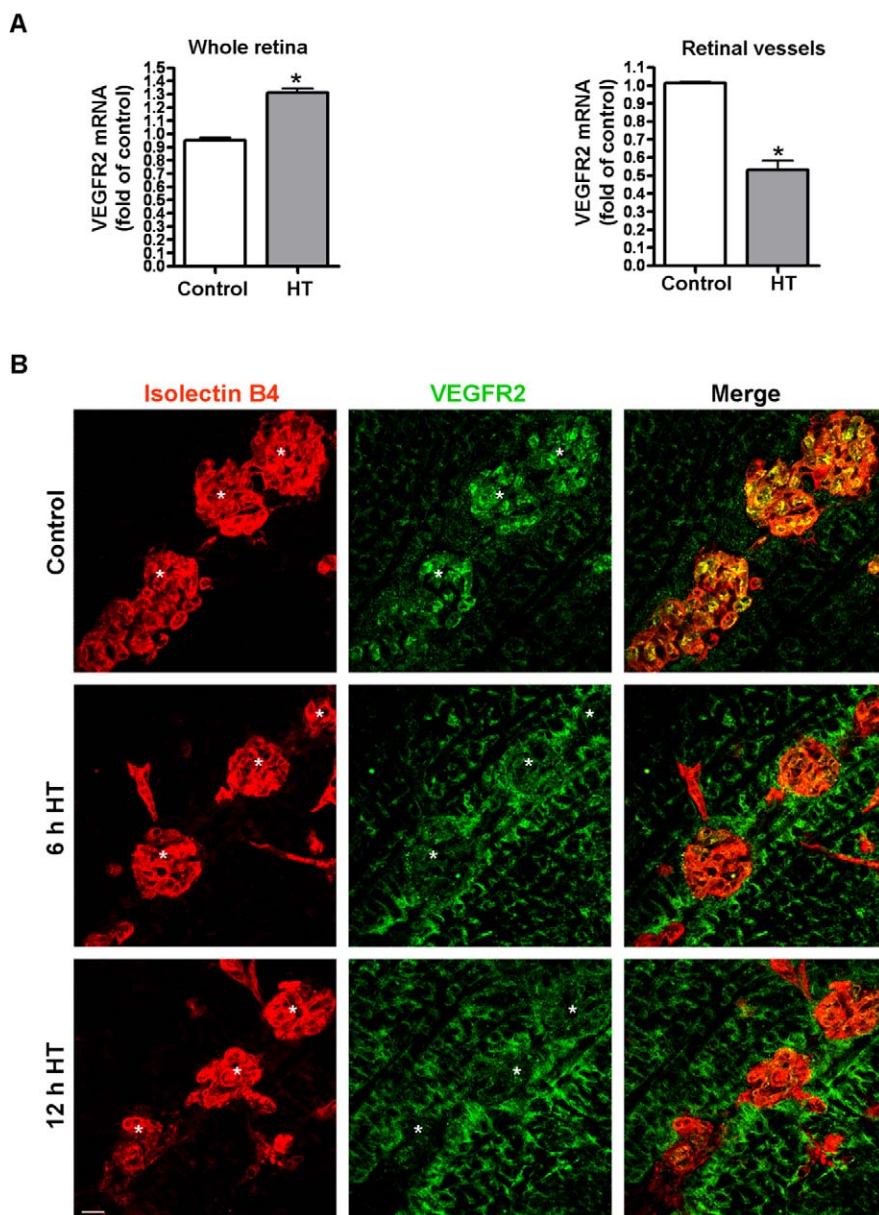 A
Whole retina
VEGFR2 mRNA
(fold of control)
1.5
1.4
1.3
1.2
1.1
1.0
0.9
0.8
0.7
0.6
0.5
0.4
0.3
0.2
0.1
0.0
*
Control HT
Retinal vessels
VEGFR2 mRNA
(fold of control)
1.1
1.0
0.9
0.8
0.7
0.6
0.5
0.4
0.3
0.2
0.1
0.0
*
Control HT
B
Isolectin B4 VEGFR2 Merge
Control
* * *
* * *
6 h HT
* * *
* * *
12 h HT
* * *
* * *